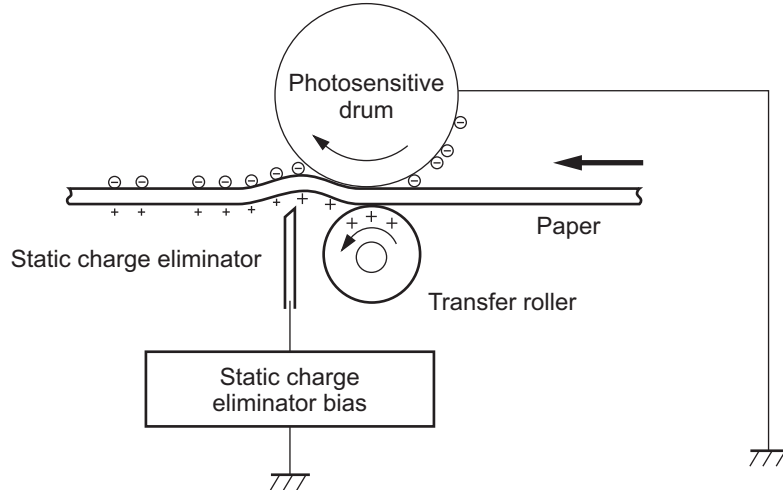 Photosensitive
drum
Paper
Static charge eliminator
Transfer roller
Static charge
eliminator bias